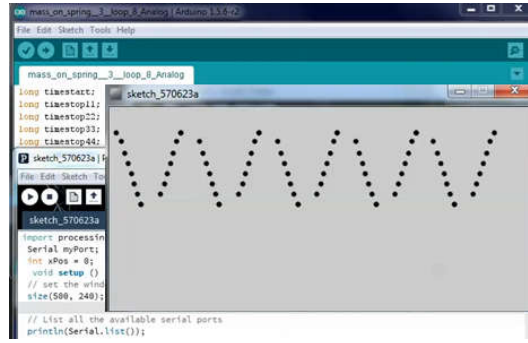 mass_on_spring__3__loop_8_Analog | Arduino 1.5.6-r2
File Edit Sketch Tools Help
mass_on_spring__3__loop_8_Analog
long timestart;
long timestop11;
long timestop22;
long timestop33;
long timestop44;
sketch_570623a
sketch_570623a | P
File Edit Sketch Too
sketch_570623a
import processin
Serial myPort;
int xPos = 0;
void setup ()
// set the wind
size(500, 240);
// List all the available serial ports
println(Serial.list());